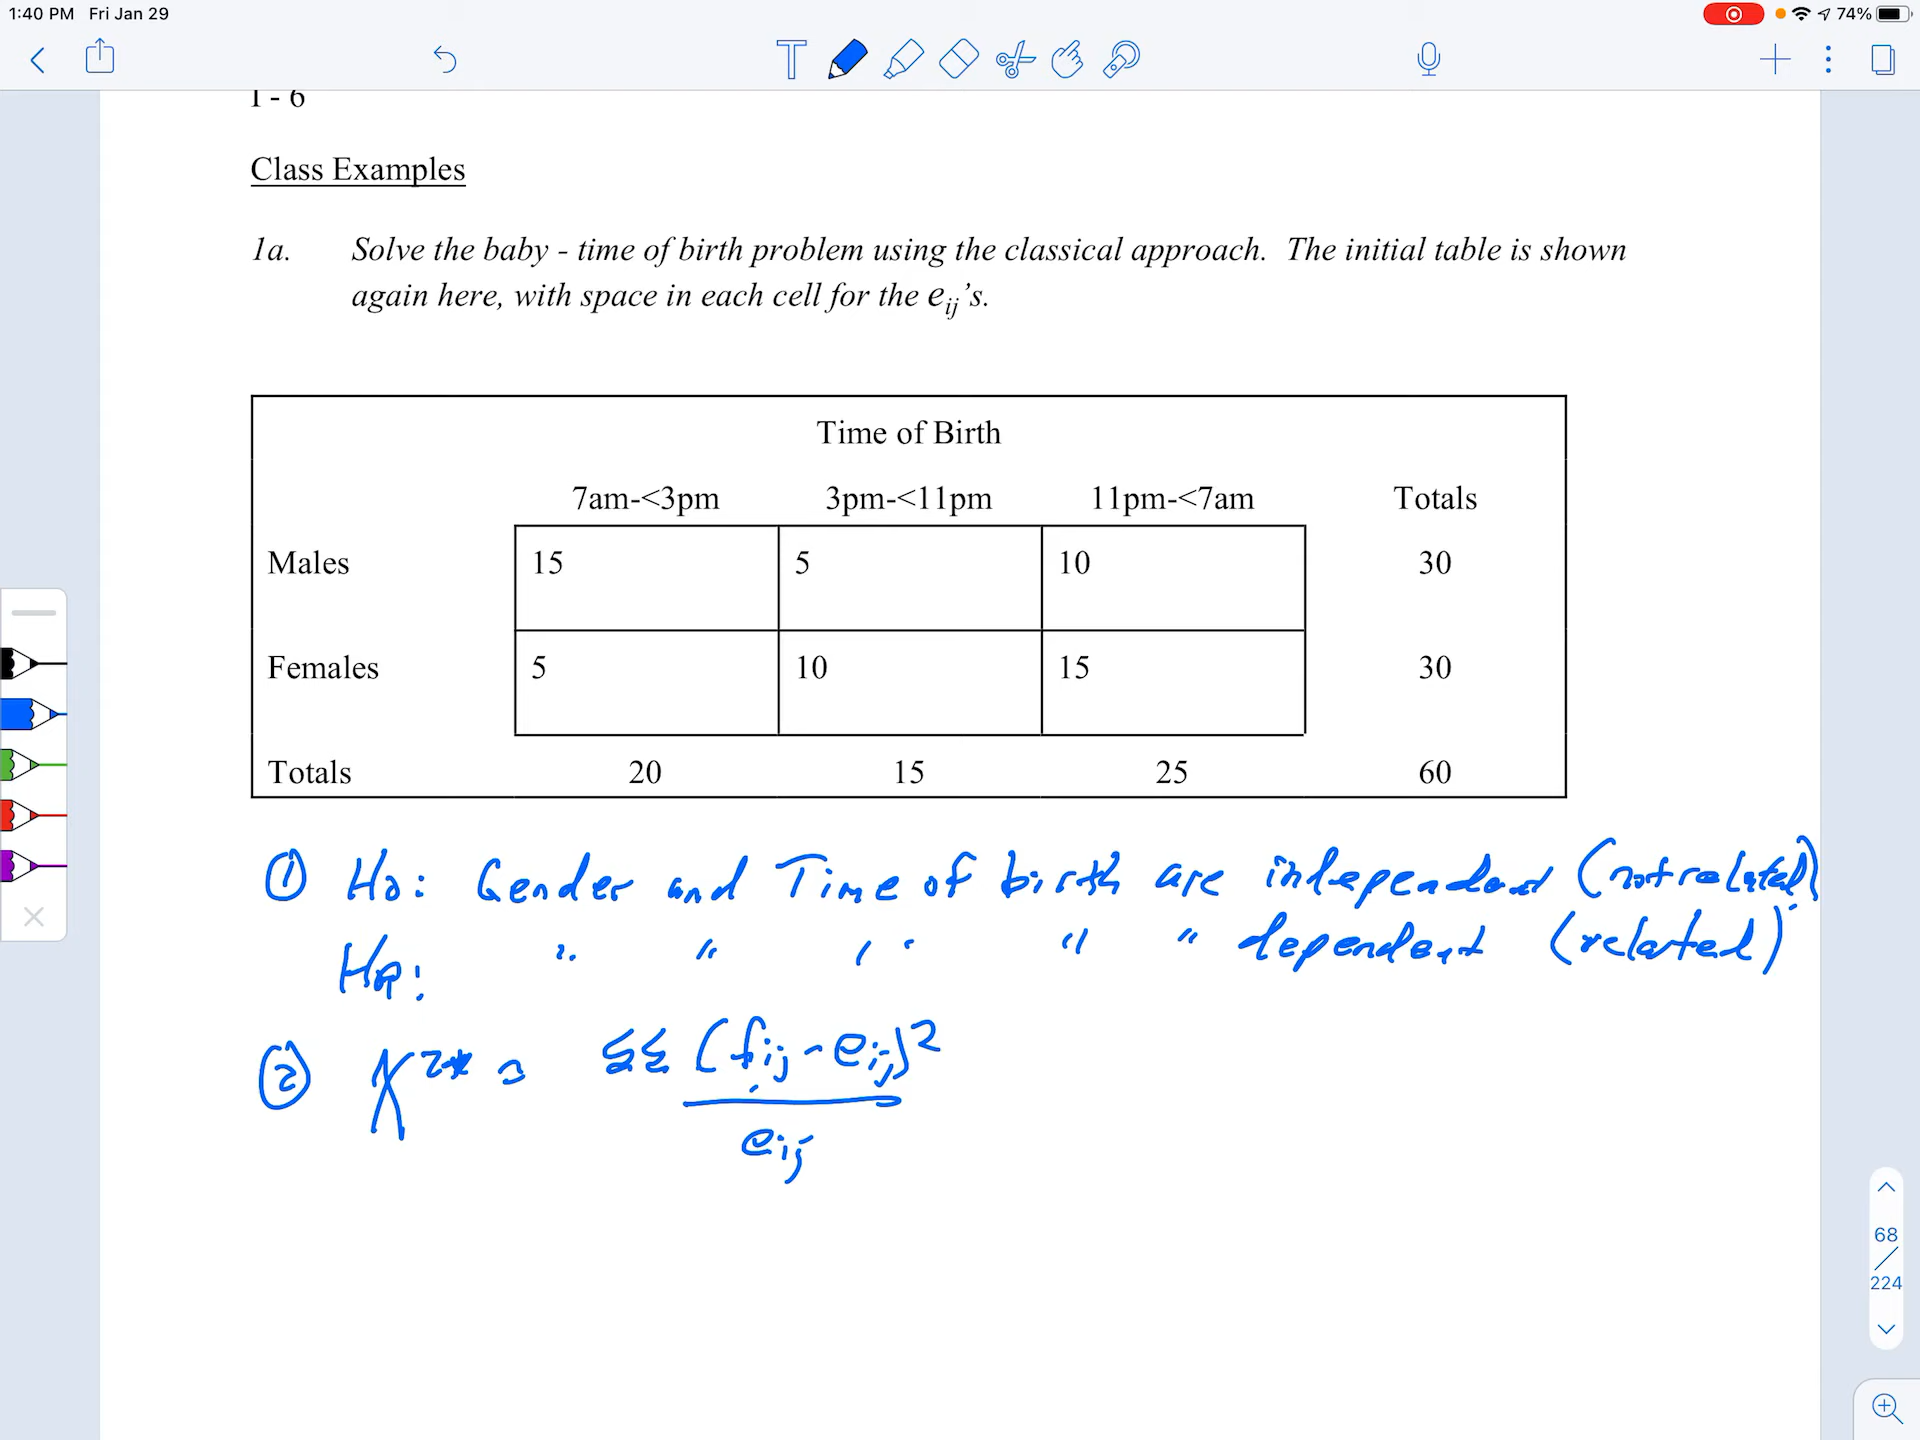 1:40 PM Fri Jan 29
74%
I - 6
Class Examples
1a. Solve the baby - time of birth problem using the classical approach. The initial table is shown
again here, with space in each cell for the eij's.
Time of Birth
7am-<3pm 3pm-<11pm 11pm-<7am Totals
Males 15 5 10 30
Females 5 10 15 30
Totals 20 15 25 60
① Ho: Gender and Time of birth are independent (not related)
Ha: " " " " " dependent (related)
② χ²* = ΣΣ (fij - eij)²
eij
68
224